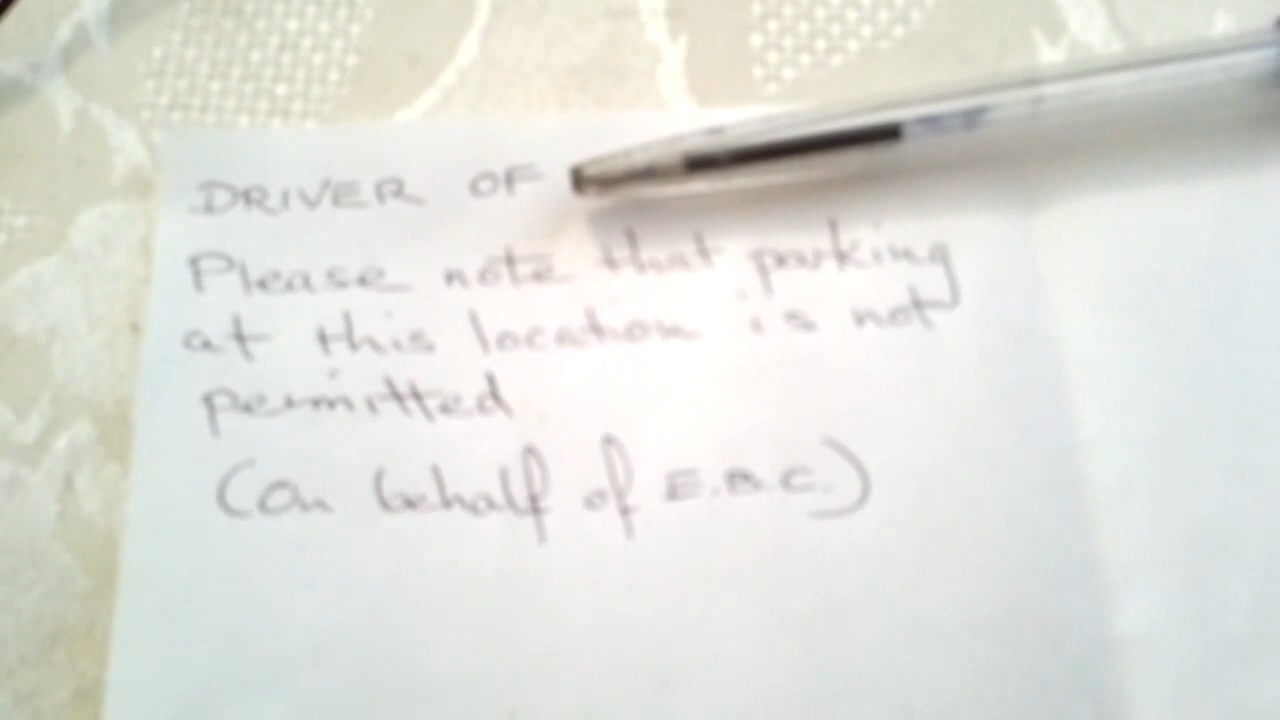 DRIVER OF
Please note that parking
at this location is not
permitted
(On behalf of E.B.C.)